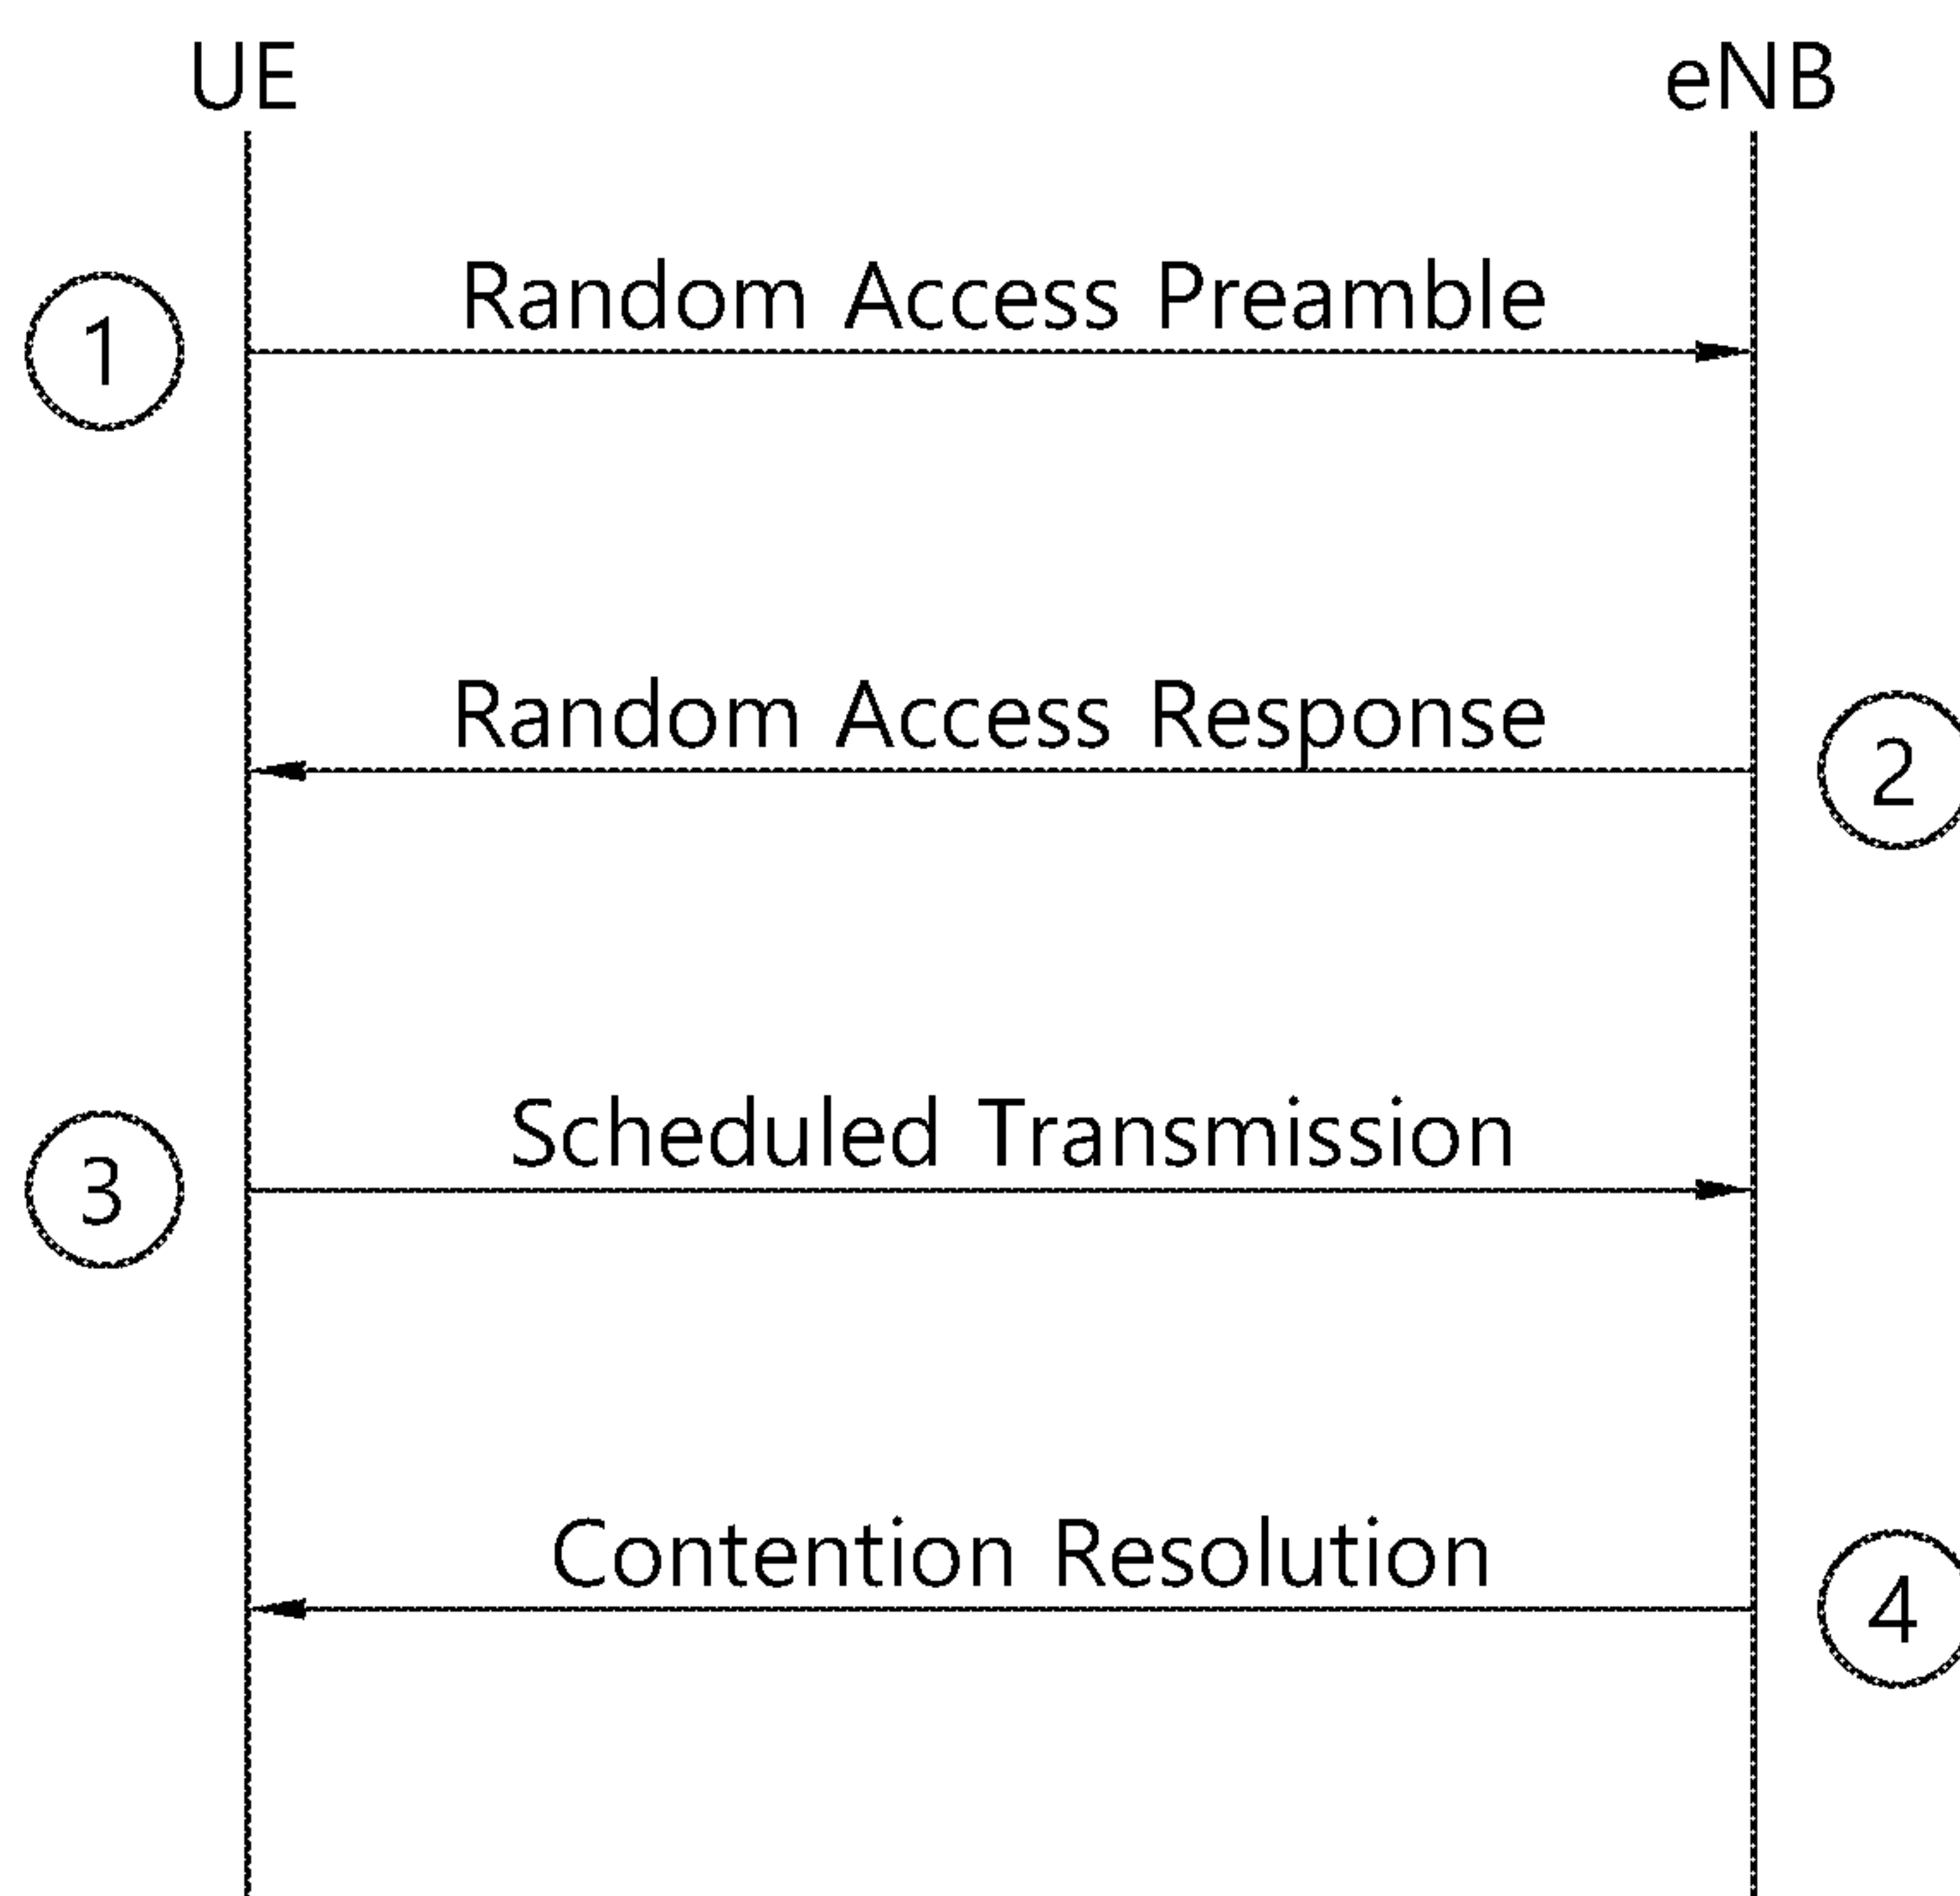 UE
eNB
Random Access Preamble
1
Random Access Response
2
Scheduled Transmission
3
Contention Resolution
4